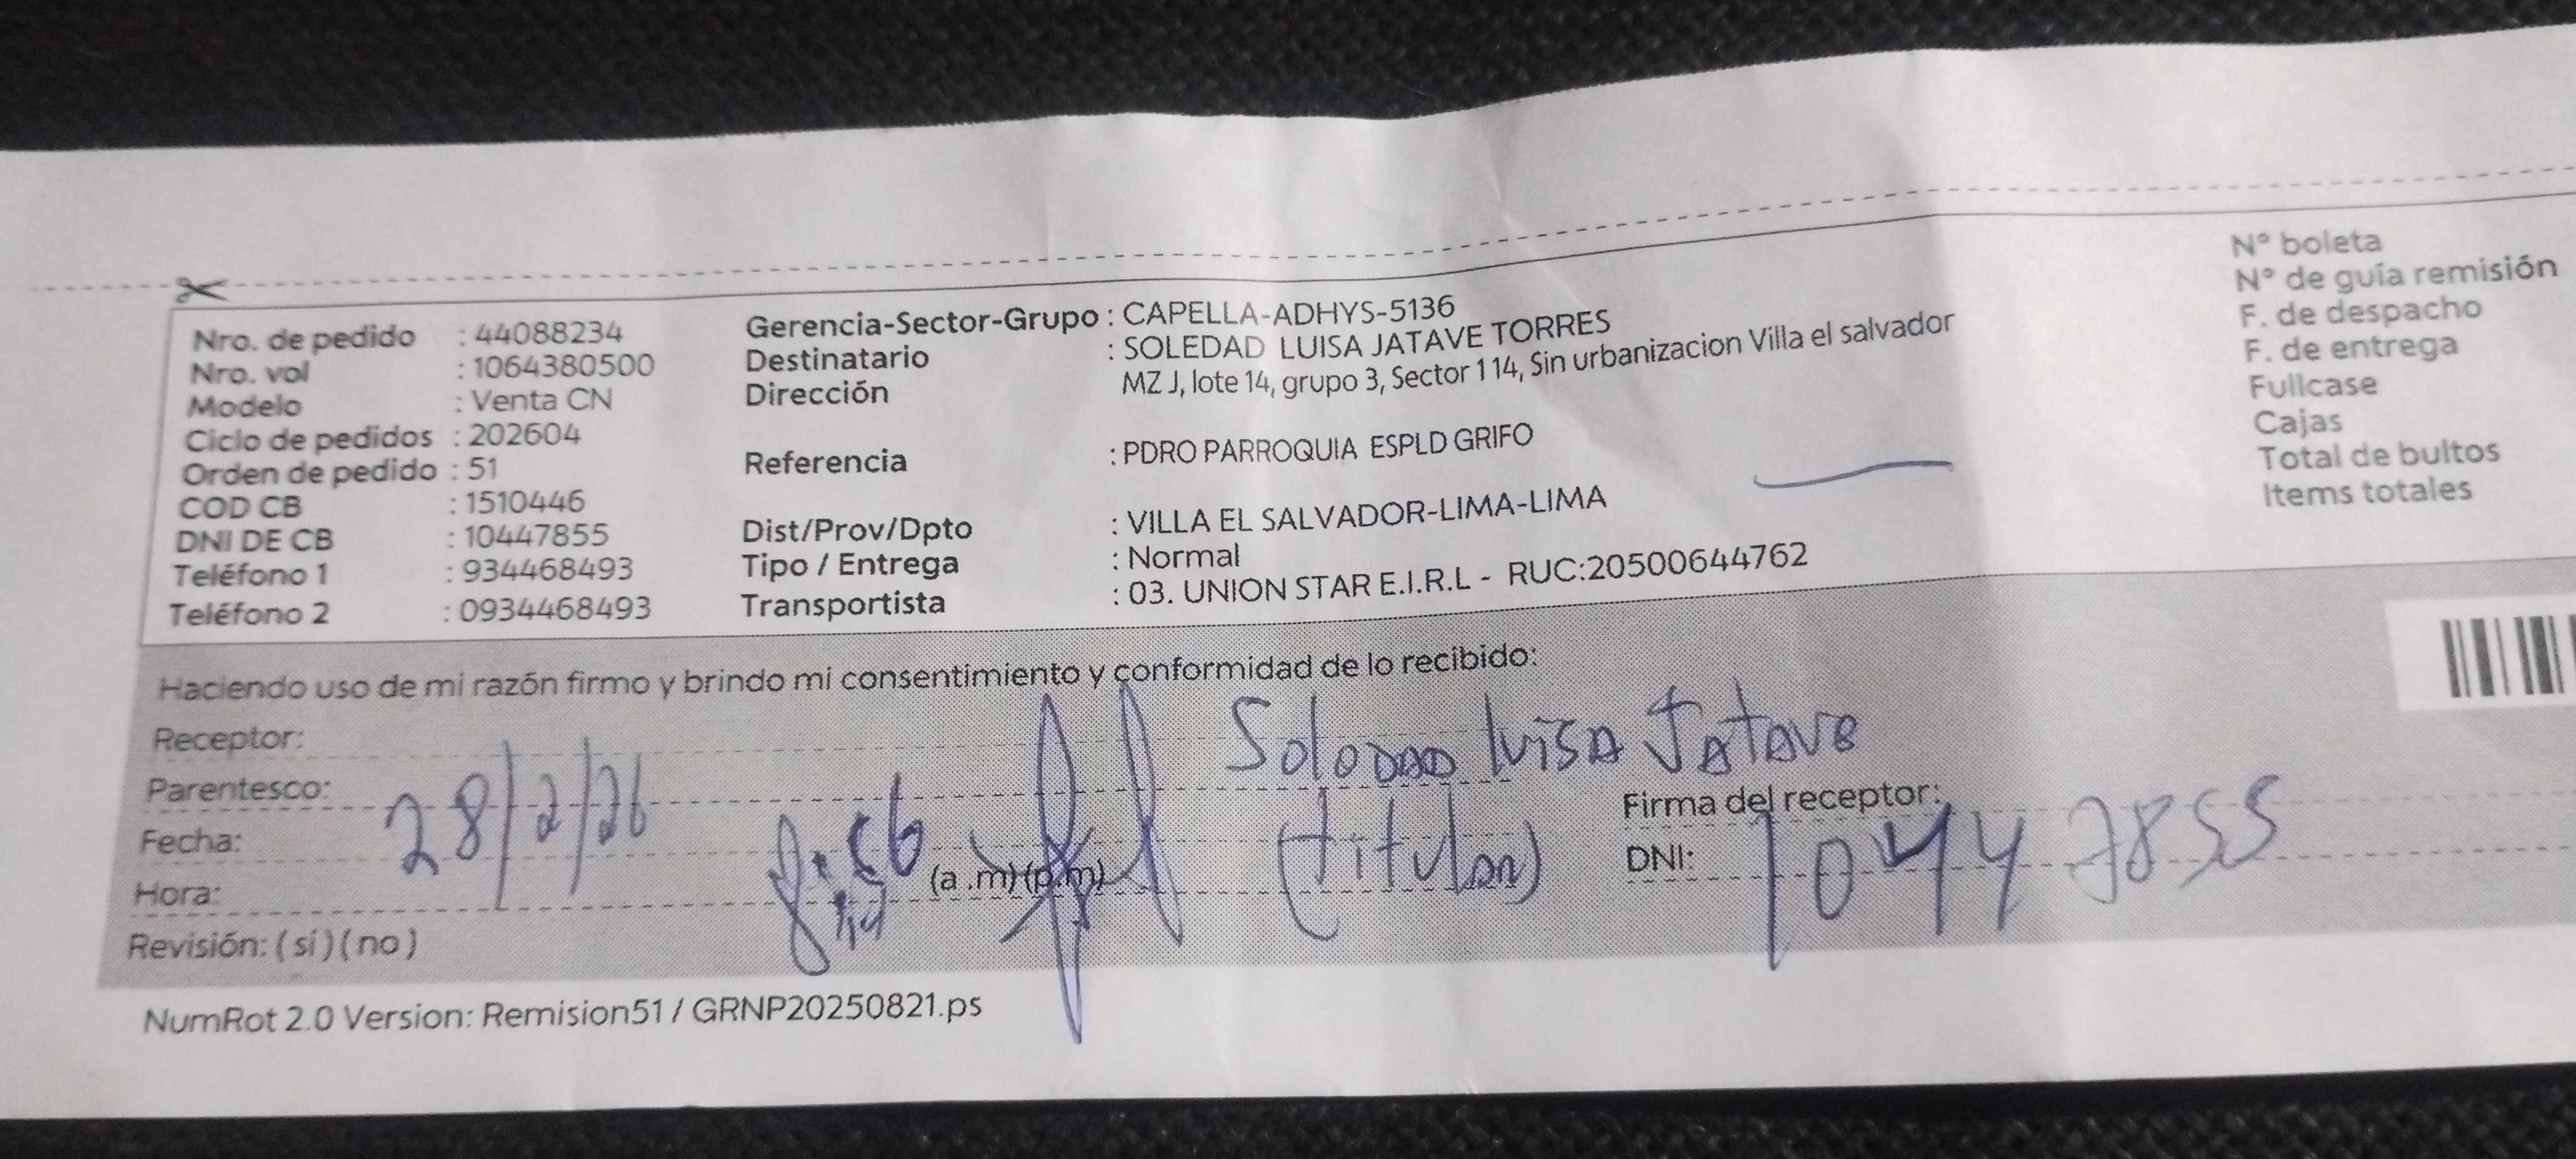 Nro. de pedido : 44088234
Nro. vol : 1064380500
Modelo : Venta CN
Ciclo de pedidos : 202604
Orden de pedido : 51
COD CB : 1510446
DNI DE CB : 10447855
Teléfono 1 : 934468493
Teléfono 2 : 0934468493
Gerencia-Sector-Grupo : CAPELLA-ADHYS-5136
Destinatario : SOLEDAD LUISA JATAVE TORRES
Dirección MZ J, lote 14, grupo 3, Sector 1 14, Sin urbanizacion Villa el salvador
Referencia : PDRO PARROQUIA ESPLD GRIFO
Dist/Prov/Dpto : VILLA EL SALVADOR-LIMA-LIMA
Tipo / Entrega : Normal
Transportista : 03. UNION STAR E.I.R.L - RUC:20500644762
N° boleta
N° de guía remisión
F. de despacho
F. de entrega
Fullcase
Cajas
Total de bultos
Items totales
Haciendo uso de mi razón firmo y brindo mi consentimiento y conformidad de lo recibido:
Receptor: Soledad Luisa Jatave
Parentesco: (titular)
Firma del receptor:
Fecha: 28/2/26
DNI: 10447855
Hora: (a.m)(p.m)
Revisión: (sí)(no)
NumRot 2.0 Version: Remision51 / GRNP20250821.ps